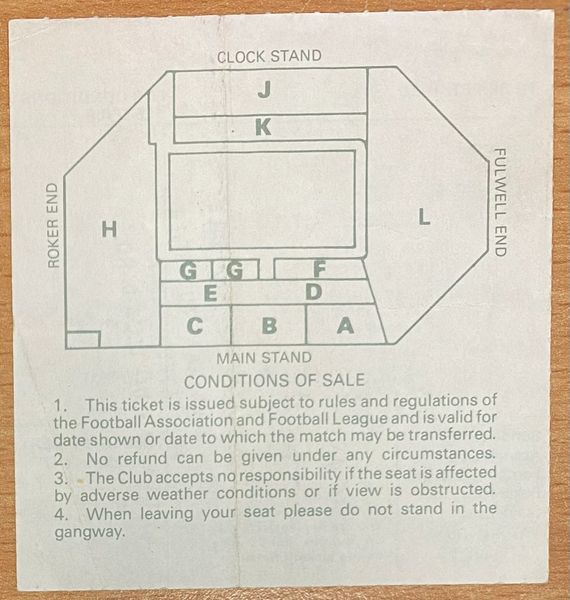 CLOCK STAND
J
K
ROKER END
H
L
FULWELL END
G G F
E D
C B A
MAIN STAND
CONDITIONS OF SALE
1. This ticket is issued subject to rules and regulations of
the Football Association and Football League and is valid for
date shown or date to which the match may be transferred.
2. No refund can be given under any circumstances.
3. The Club accepts no responsibility if the seat is affected
by adverse weather conditions or if view is obstructed.
4. When leaving your seat please do not stand in the
gangway.